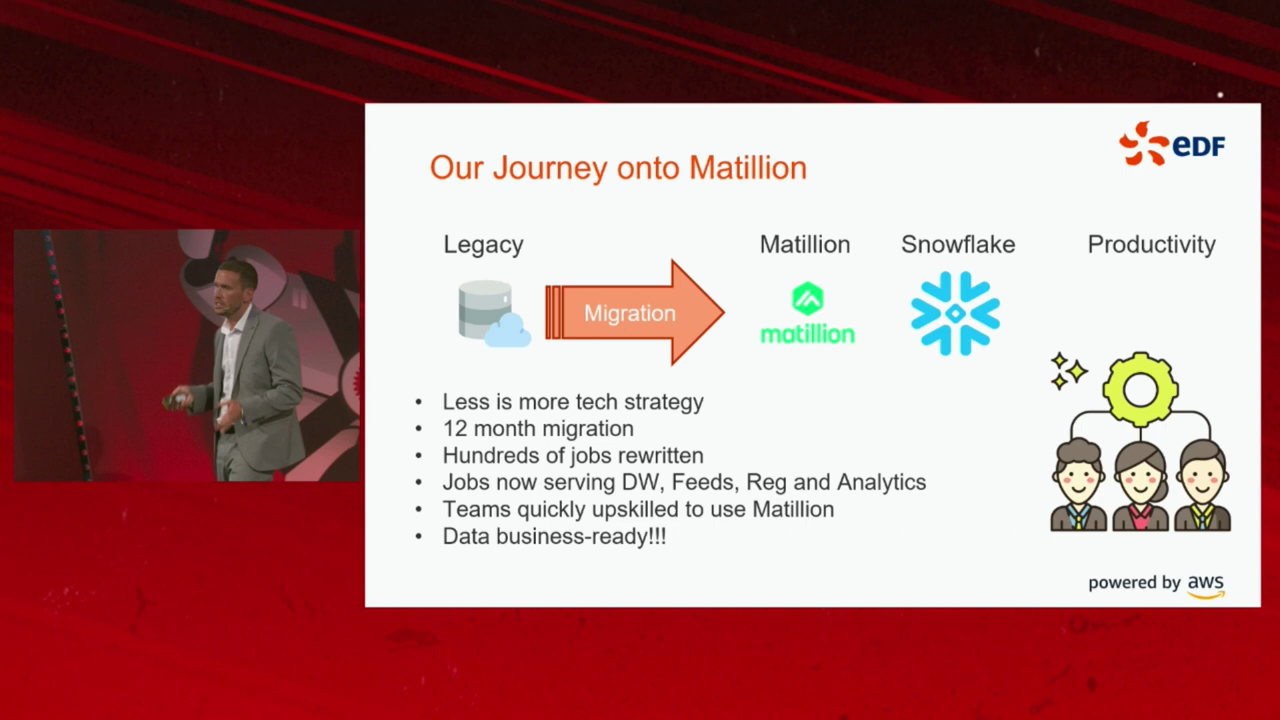 eDF
Our Journey onto Matillion
Legacy
Matillion
Snowflake
Productivity
Migration
matillion
• Less is more tech strategy
• 12 month migration
• Hundreds of jobs rewritten
• Jobs now serving DW, Feeds, Reg and Analytics
• Teams quickly upskilled to use Matillion
• Data business-ready!!!
powered by aws